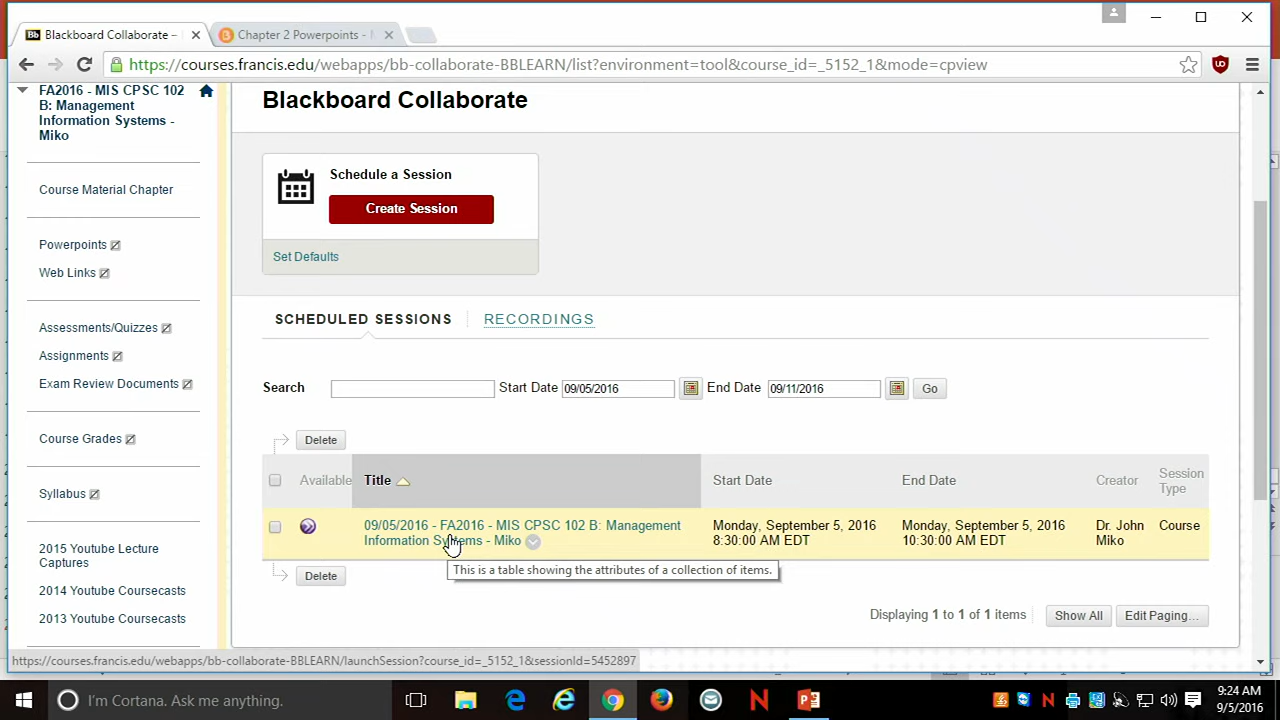 Blackboard Collaborate –
Chapter 2 Powerpoints -
https://courses.francis.edu/webapps/bb-collaborate-BBLEARN/list?environment=tool&course_id=_5152_1&mode=cpview
FA2016 - MIS CPSC 102
B: Management
Information Systems -
Miko
Course Material Chapter
Powerpoints
Web Links
Assessments/Quizzes
Assignments
Exam Review Documents
Course Grades
Syllabus
2015 Youtube Lecture
Captures
2014 Youtube Coursecasts
2013 Youtube Coursecasts
Blackboard Collaborate
Schedule a Session
Create Session
Set Defaults
SCHEDULED SESSIONS
RECORDINGS
Search
Start Date 09/05/2016
End Date 09/11/2016
Go
Delete
Available
Title
Start Date
End Date
Creator
Session
Type
09/05/2016 - FA2016 - MIS CPSC 102 B: Management
Information Systems - Miko
Monday, September 5, 2016
8:30:00 AM EDT
Monday, September 5, 2016
10:30:00 AM EDT
Dr. John
Miko
Course
This is a table showing the attributes of a collection of items.
Delete
Displaying 1 to 1 of 1 items
Show All
Edit Paging...
https://courses.francis.edu/webapps/bb-collaborate-BBLEARN/launchSession?course_id=_5152_1&sessionId=5452897
I'm Cortana. Ask me anything.
9:24 AM
9/5/2016